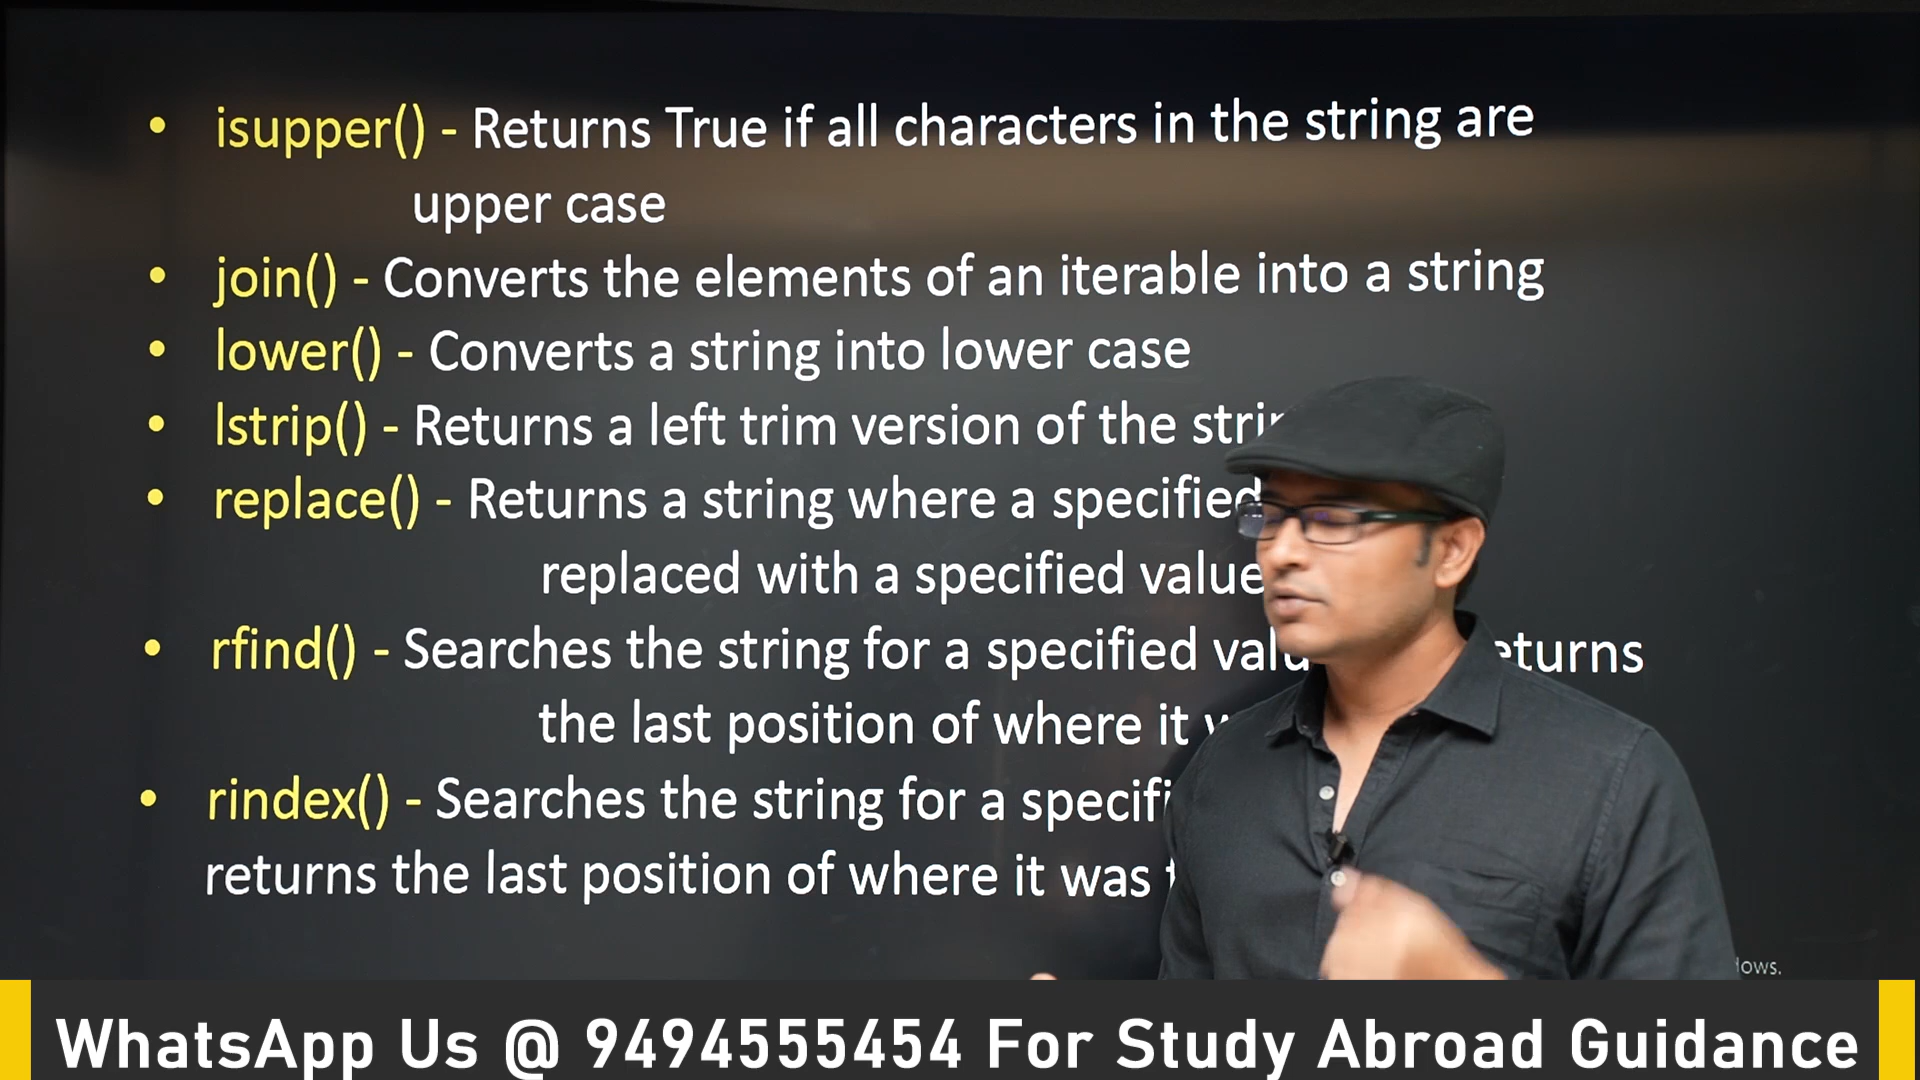 • isupper() - Returns True if all characters in the string are
upper case
• join() - Converts the elements of an iterable into a string
• lower() - Converts a string into lower case
• lstrip() - Returns a left trim version of the
• replace() - Returns a string where a specified
replaced with a specified value
• rfind() - Searches the string for a specified
the last position of where it
• rindex() - Searches the string for a
returns the last position of where it was
WhatsApp Us @ 9494555454 For Study Abroad Guidance